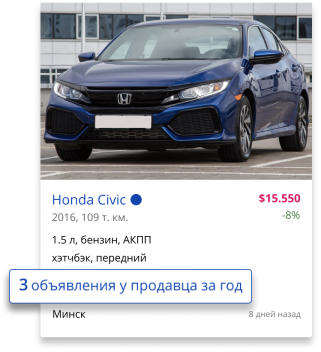 Honda Civic
$15.550
2016, 109 т. км.
-8%
1.5 л, бензин, АКПП
хэтчбэк, передний
3 объявления у продавца за год
Минск
8 дней назад